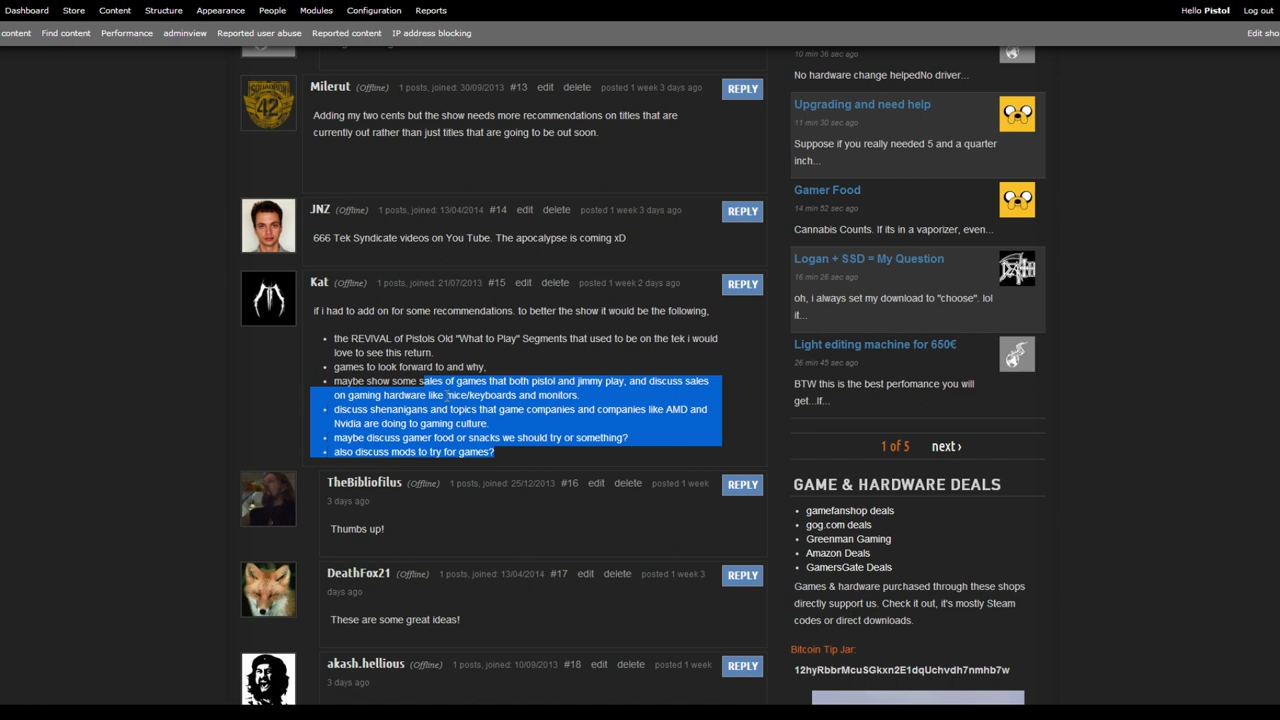 Dashboard Store Content Structure Appearance People Modules Configuration Reports Hello Pistol Log out
content Find content Performance adminview Reported user abuse Reported content IP address blocking Edit sho
Milerut (Offline) 1 posts, joined: 30/09/2013 #13 edit delete posted 1 week 3 days ago REPLY
Adding my two cents but the show needs more recommendations on titles that are
currently out rather than just titles that are going to be out soon.
JNZ (Offline) 1 posts, joined: 13/04/2014 #14 edit delete posted 1 week 3 days ago REPLY
666 Tek Syndicate videos on You Tube. The apocalypse is coming xD
Kat (Offline) 1 posts, joined: 21/07/2013 #15 edit delete posted 1 week 2 days ago REPLY
if i had to add on for some recommendations. to better the show it would be the following,
• the REVIVAL of Pistols Old "What to Play" Segments that used to be on the tek i would
love to see this return.
• games to look forward to and why,
• maybe show some sales of games that both pistol and jimmy play, and discuss sales
on gaming hardware like mice/keyboards and monitors.
• discuss shenanigans and topics that game companies and companies like AMD and
Nvidia are doing to gaming culture.
• maybe discuss gamer food or snacks we should try or something?
• also discuss mods to try for games?
TheBibliofilus (Offline) 1 posts, joined: 25/12/2013 #16 edit delete posted 1 week REPLY
3 days ago
Thumbs up!
DeathFox21 (Offline) 1 posts, joined: 13/04/2014 #17 edit delete posted 1 week 3 REPLY
days ago
These are some great ideas!
akash.hellious (Offline) 1 posts, joined: 10/09/2013 #18 edit delete posted 1 week REPLY
3 days ago
10 min 36 sec ago
No hardware change helpedNo driver...
Upgrading and need help
11 min 30 sec ago
Suppose if you really needed 5 and a quarter
inch...
Gamer Food
14 min 52 sec ago
Cannabis Counts. If its in a vaporizer, even...
Logan + SSD = My Question
16 min 26 sec ago
oh, i always set my download to "choose". lol
it...
Light editing machine for 650€
26 min 45 sec ago
BTW this is the best perfomance you will
get...If...
1 of 5 next ›
GAME & HARDWARE DEALS
• gamefanshop deals
• gog.com deals
• Greenman Gaming
• Amazon Deals
• GamersGate Deals
Games & hardware purchased through these shops
directly support us. Check it out, it's mostly Steam
codes or direct downloads.
Bitcoin Tip Jar:
12hyRbbrMcuSGkxn2E1dqUchvdh7nmhb7w